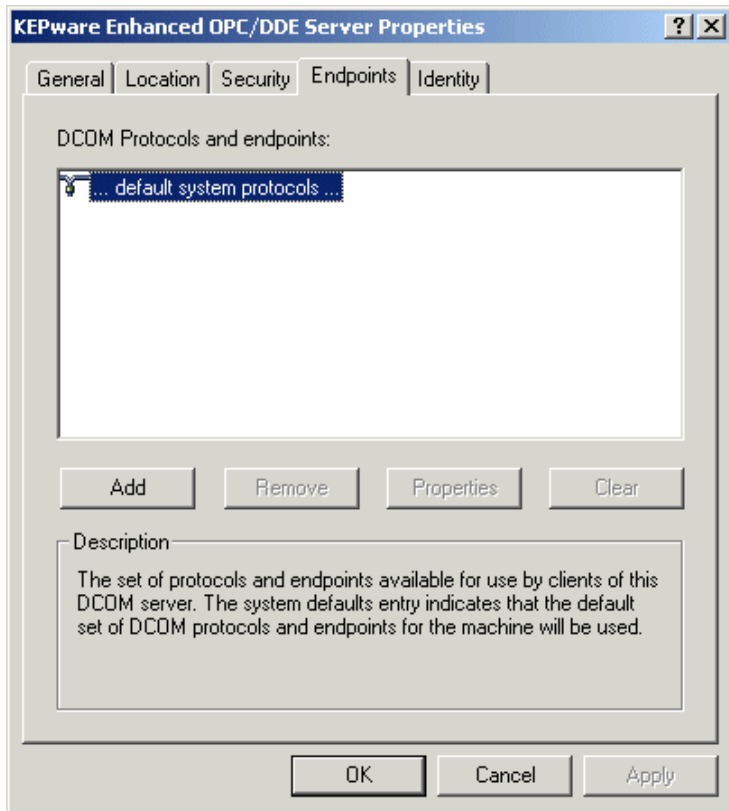 KEPware Enhanced OPC/DDE Server Properties
General Location Security Endpoints Identity
DCOM Protocols and endpoints:
... default system protocols ...
Add Remove Properties Clear
Description
The set of protocols and endpoints available for use by clients of this
DCOM server. The system defaults entry indicates that the default
set of DCOM protocols and endpoints for the machine will be used.
OK Cancel Apply